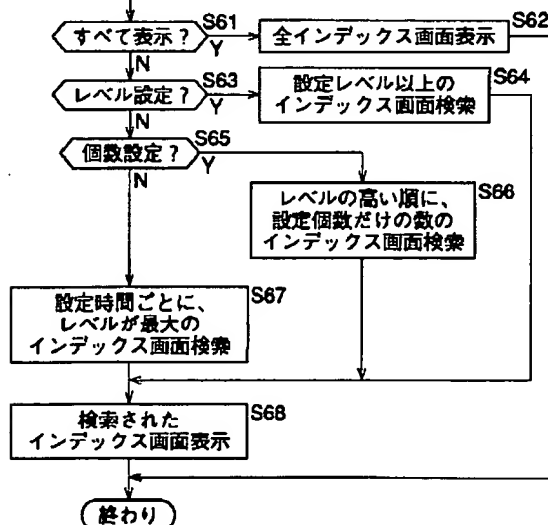 すべて表示？
S61
Y
N
全インデックス画面表示
S62
レベル設定？
S63
Y
N
設定レベル以上の
インデックス画面検索
S64
個数設定？
S65
Y
N
レベルの高い順に、
設定個数だけの数の
インデックス画面検索
S66
設定時間ごとに、
レベルが最大の
インデックス画面検索
S67
検索された
インデックス画面表示
S68
終わり